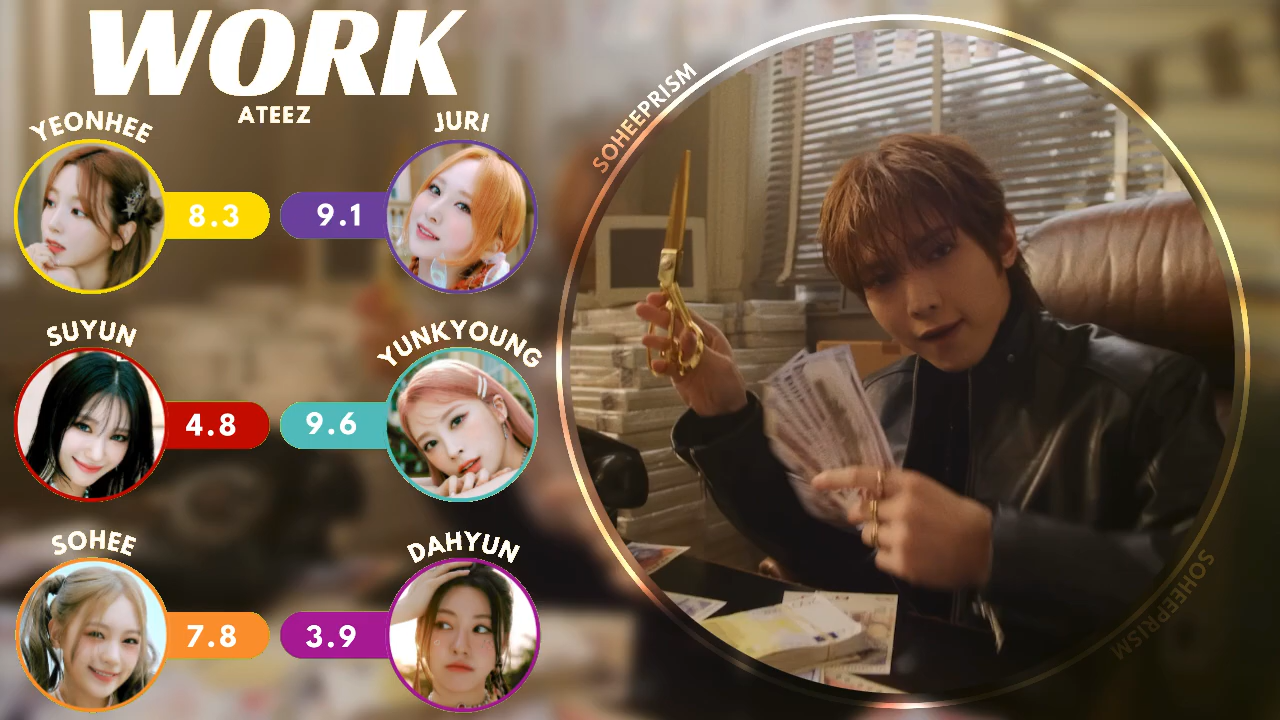 WORK
ATEEZ
YEONHEE
8.3
JURI
9.1
SUYUN
4.8
YUNKYOUNG
9.6
SOHEE
7.8
DAHYUN
3.9
SOHEEPRISM
SOHEEPRISM